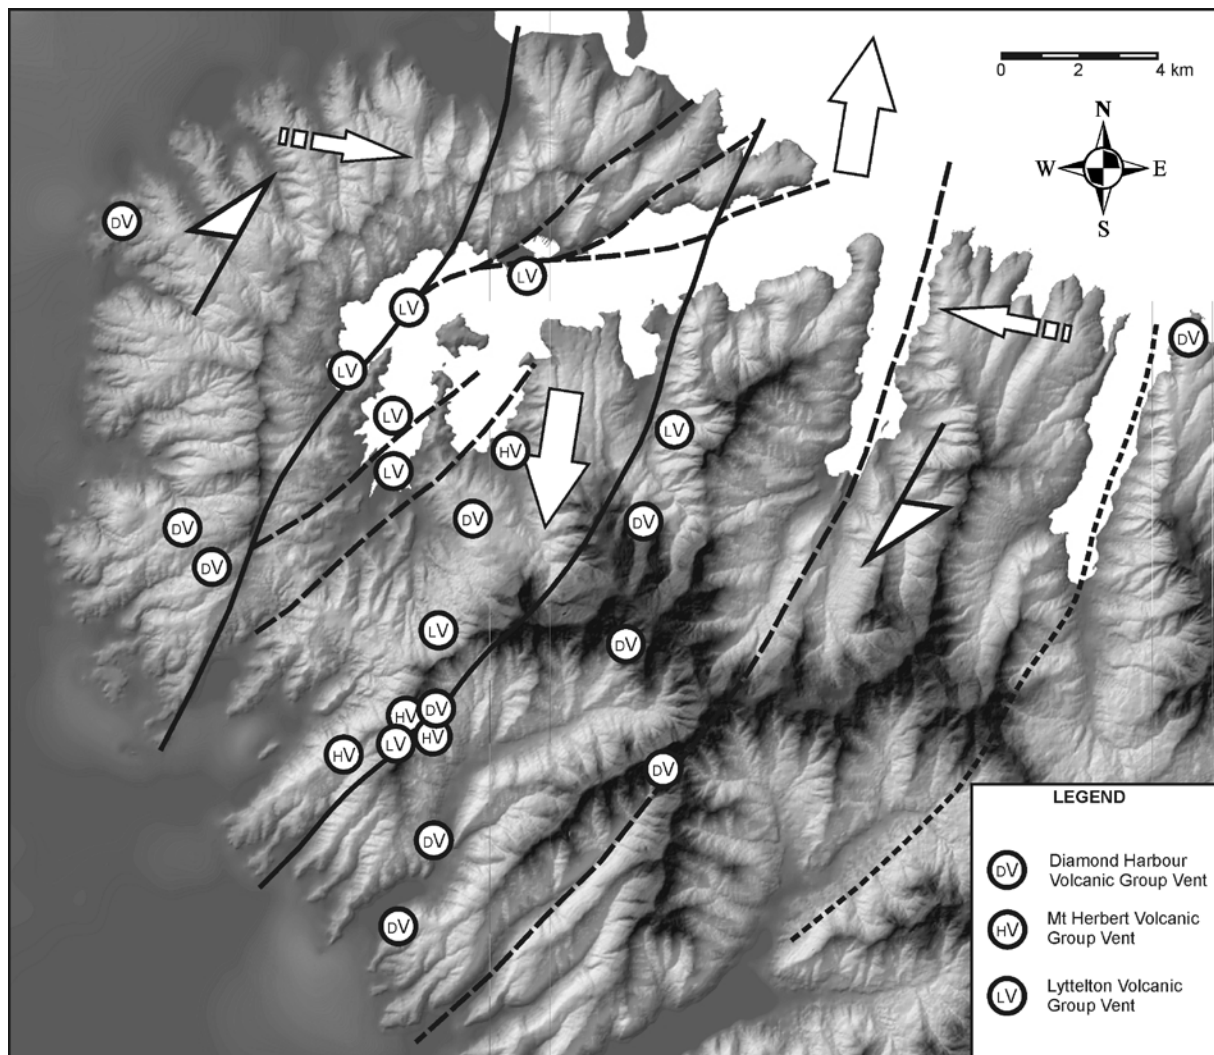 0 2 4 km
N
W E
S
DV
LV
LV
DV
LV
LV
LV
HV
LV
DV
DV
DV
DV
LV
DV
HV
DV
LV
HV
HV
DV
DV
DV
LEGEND
DV Diamond Harbour
Volcanic Group Vent
HV Mt Herbert Volcanic
Group Vent
LV Lyttelton Volcanic
Group Vent